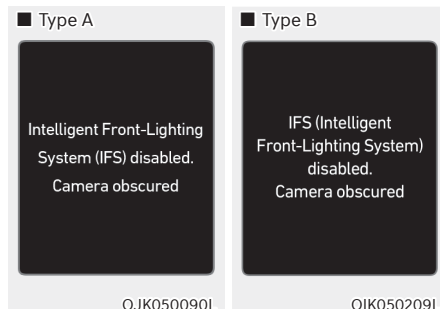 ■ Type A
Intelligent Front-Lighting
System (IFS) disabled.
Camera obscured
OJK050090L
■ Type B
IFS (Intelligent
Front-Lighting System)
disabled.
Camera obscured
OIK050209L